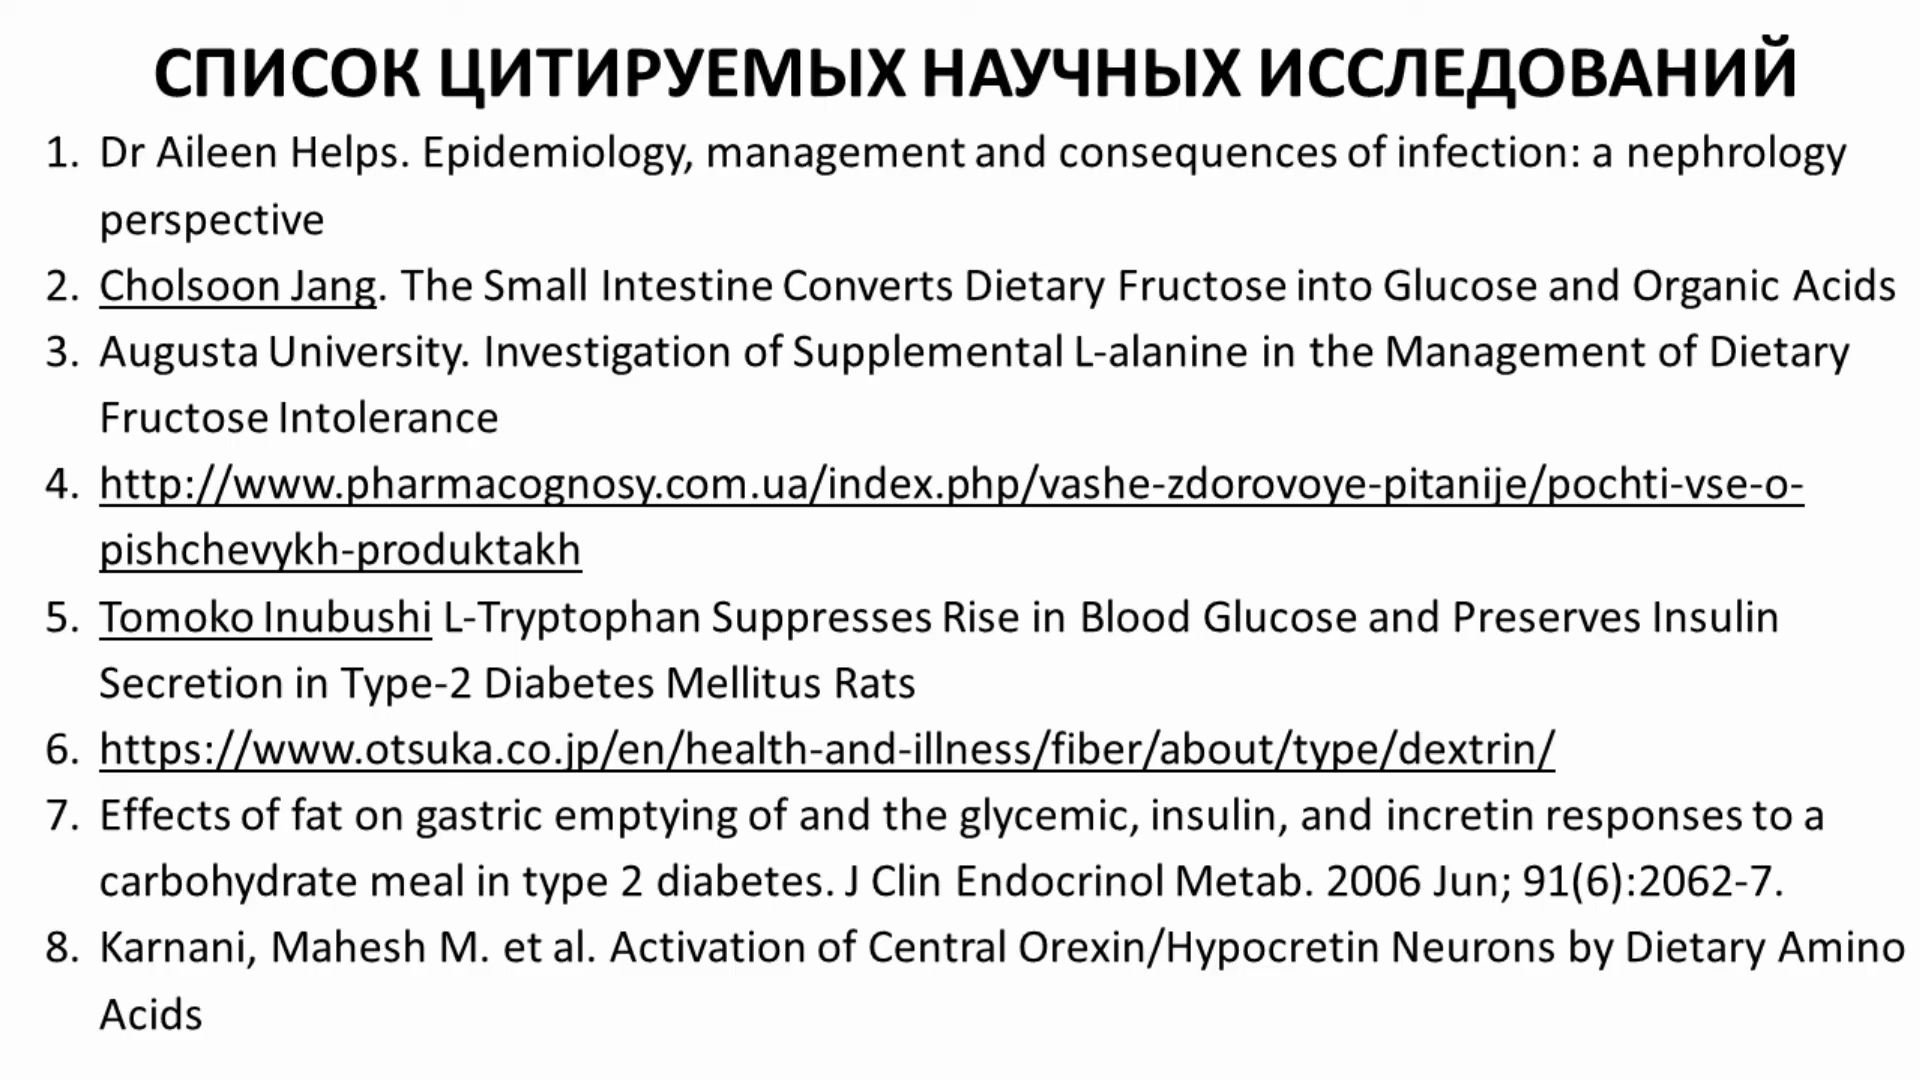 СПИСОК ЦИТИРУЕМЫХ НАУЧНЫХ ИССЛЕДОВАНИЙ
1. Dr Aileen Helps. Epidemiology, management and consequences of infection: a nephrology
perspective
2. Cholsoon Jang. The Small Intestine Converts Dietary Fructose into Glucose and Organic Acids
3. Augusta University. Investigation of Supplemental L-alanine in the Management of Dietary
Fructose Intolerance
4. http://www.pharmacognosy.com.ua/index.php/vashe-zdorovoye-pitanije/pochti-vse-o-
pishchevykh-produktakh
5. Tomoko Inubushi L-Tryptophan Suppresses Rise in Blood Glucose and Preserves Insulin
Secretion in Type-2 Diabetes Mellitus Rats
6. https://www.otsuka.co.jp/en/health-and-illness/fiber/about/type/dextrin/
7. Effects of fat on gastric emptying of and the glycemic, insulin, and incretin responses to a
carbohydrate meal in type 2 diabetes. J Clin Endocrinol Metab. 2006 Jun; 91(6):2062-7.
8. Karnani, Mahesh M. et al. Activation of Central Orexin/Hypocretin Neurons by Dietary Amino
Acids